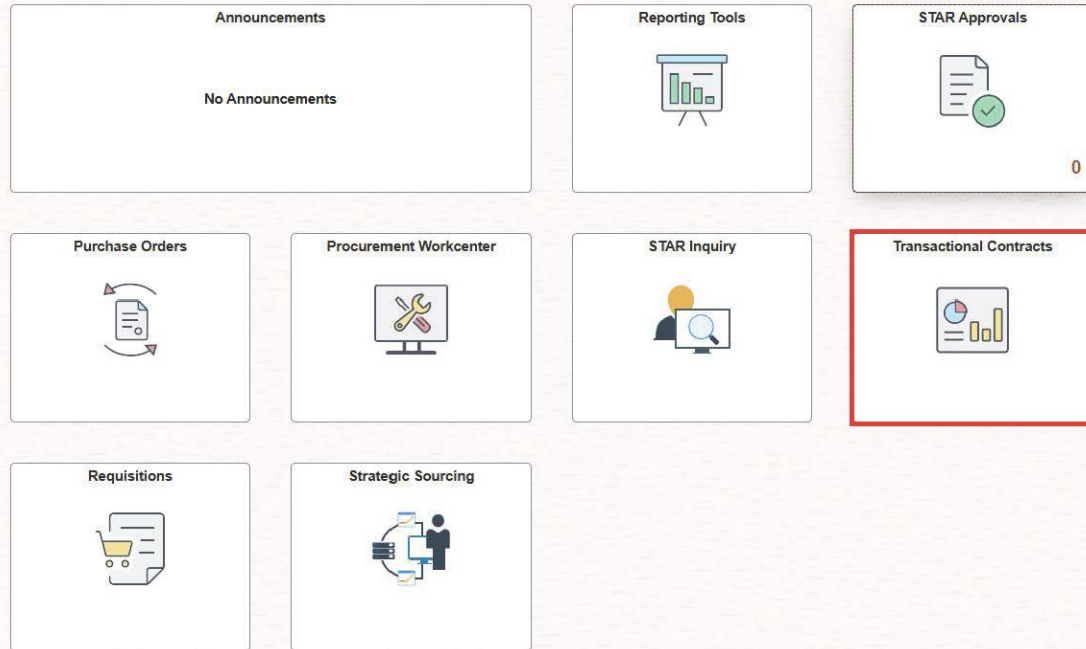 Announcements
No Announcements
Reporting Tools
STAR Approvals
0
Purchase Orders
Procurement Workcenter
STAR Inquiry
Transactional Contracts
Requisitions
Strategic Sourcing